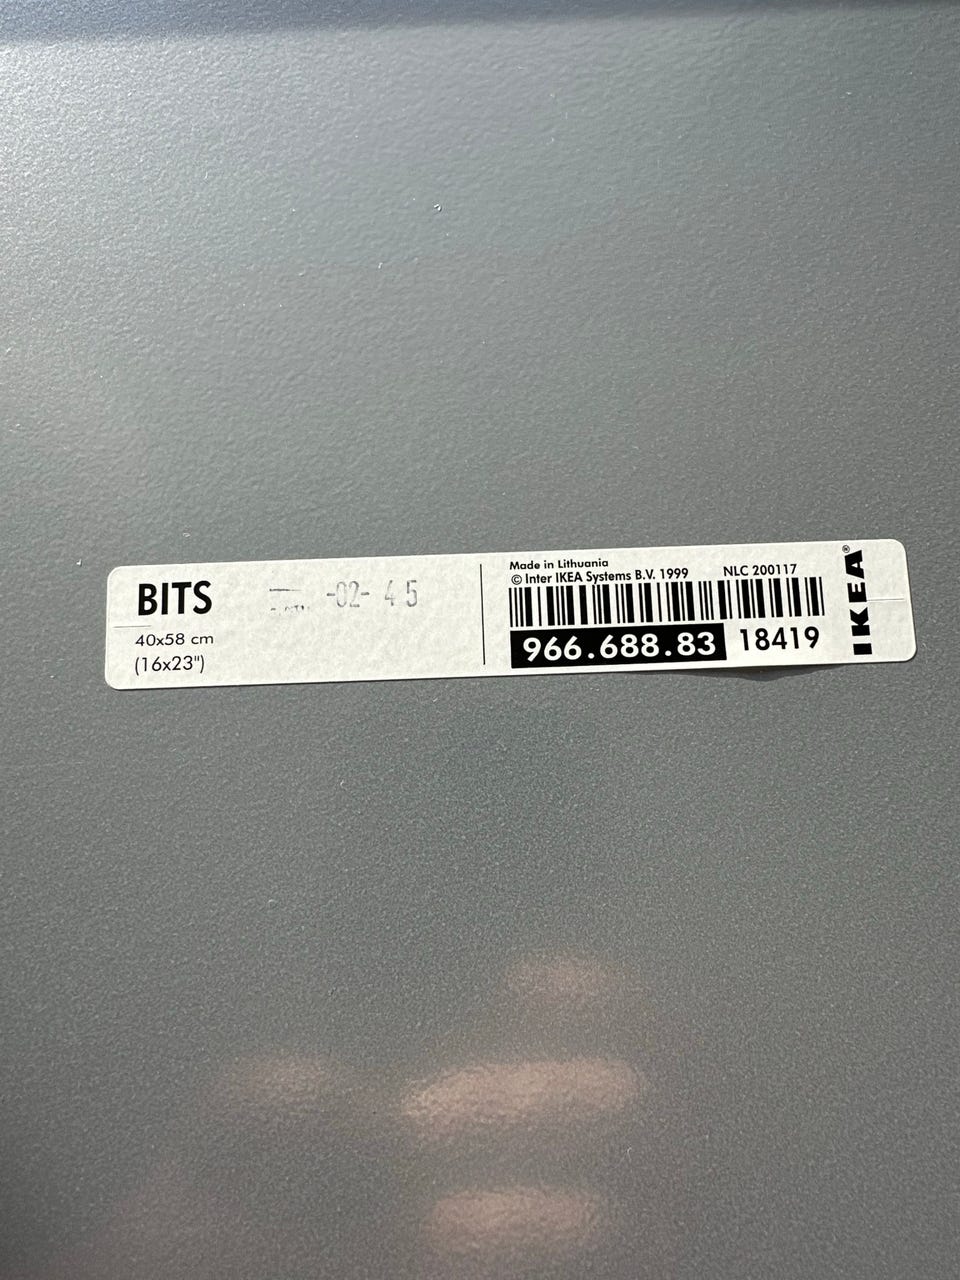 BITS
-02- 45
40x58 cm
(16x23")
Made in Lithuania
© Inter IKEA Systems B.V. 1999 NLC 200117
966.688.83 18419
IKEA®